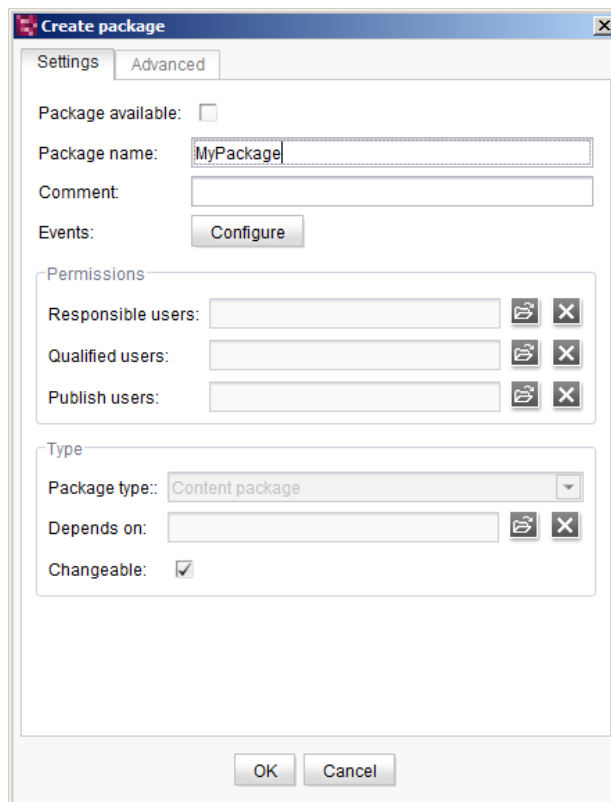 Create package
Settings Advanced
Package available:
Package name: MyPackage
Comment:
Events: Configure
Permissions
Responsible users:
Qualified users:
Publish users:
Type
Package type:: Content package
Depends on:
Changeable:
OK Cancel